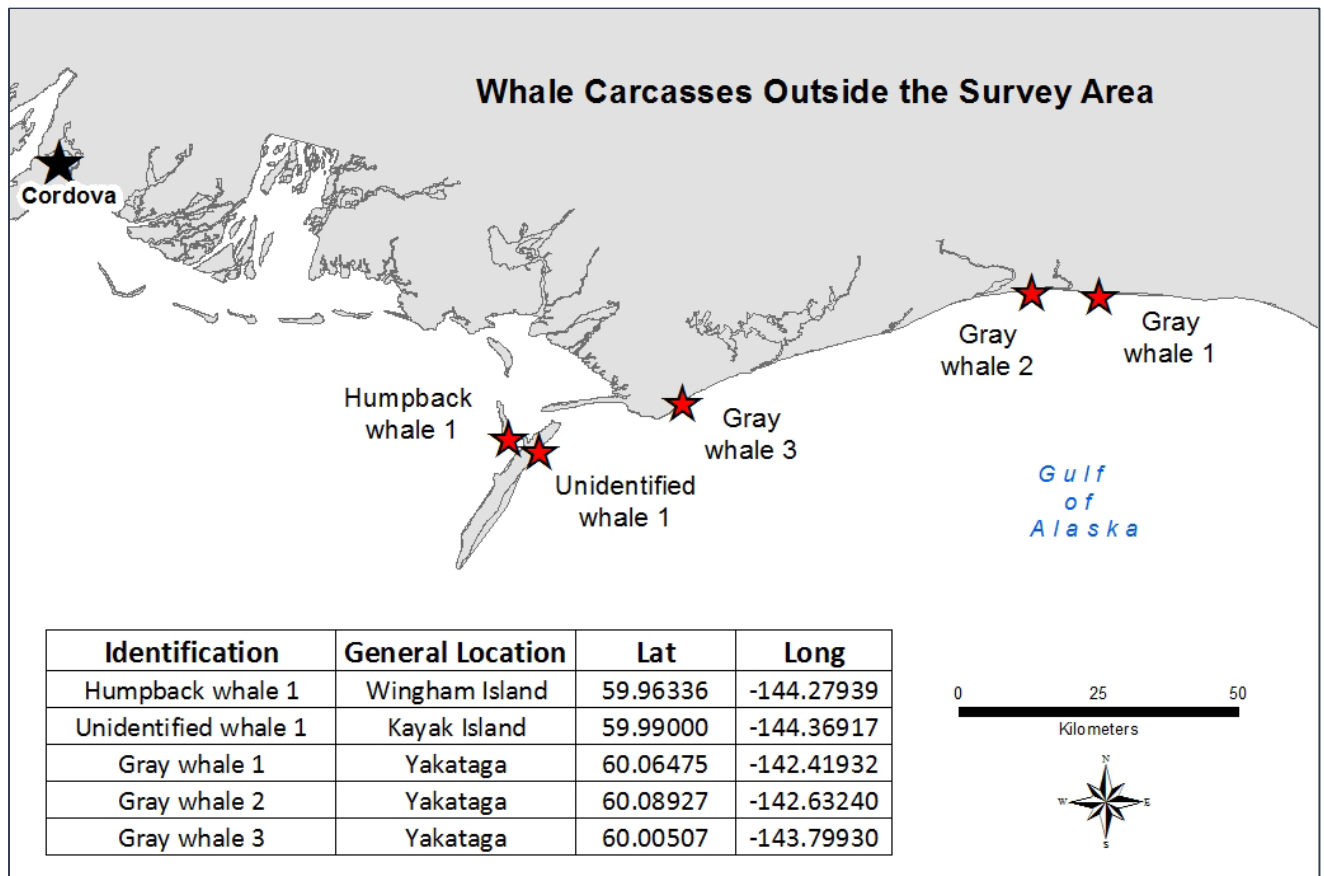 Whale Carcasses Outside the Survey Area
Cordova
Gray
whale 2
Gray
whale 1
Humpback
whale 1
Gray
whale 3
Unidentified
whale 1
Gulf
of
Alaska
Identification General Location Lat Long
Humpback whale 1 Wingham Island 59.96336 -144.27939
Unidentified whale 1 Kayak Island 59.99000 -144.36917
Gray whale 1 Yakataga 60.06475 -142.41932
Gray whale 2 Yakataga 60.08927 -142.63240
Gray whale 3 Yakataga 60.00507 -143.79930
0 25 50
Kilometers
N
W E
S